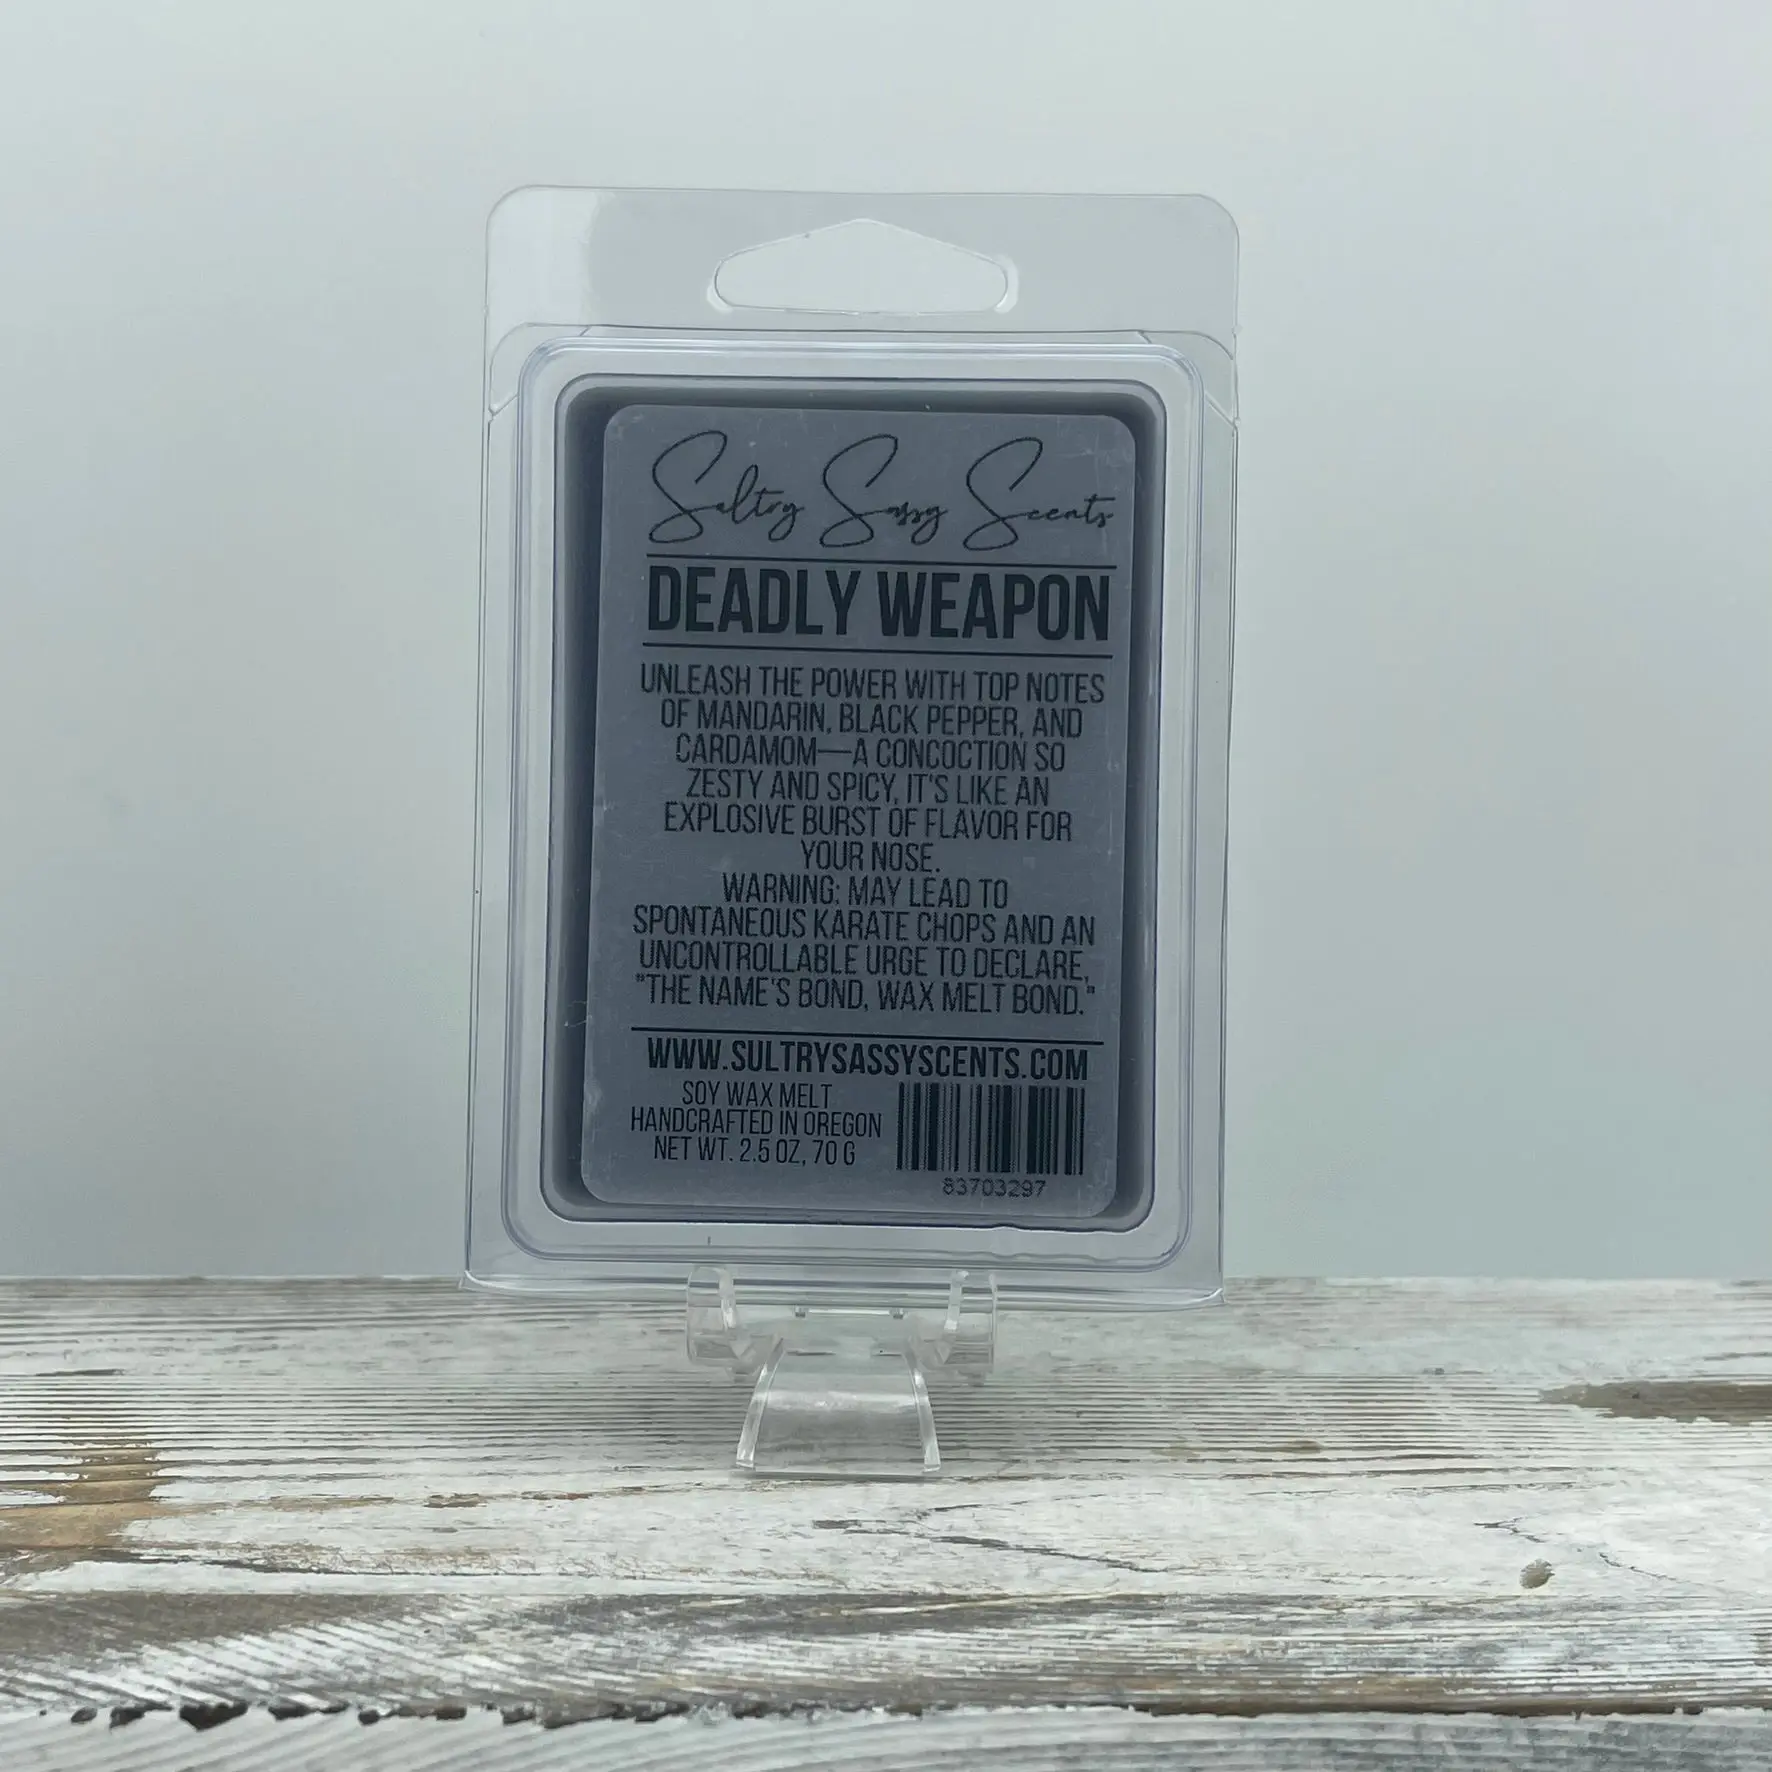 Sultry Sassy Scents
DEADLY WEAPON
UNLEASH THE POWER WITH TOP NOTES
OF MANDARIN, BLACK PEPPER, AND
CARDAMOM—A CONCOCTION SO
ZESTY AND SPICY, IT'S LIKE AN
EXPLOSIVE BURST OF FLAVOR FOR
YOUR NOSE.
WARNING: MAY LEAD TO
SPONTANEOUS KARATE CHOPS AND AN
UNCONTROLLABLE URGE TO DECLARE,
"THE NAME'S BOND, WAX MELT BOND."
WWW.SULTRYSASSYSCENTS.COM
SOY WAX MELT
HANDCRAFTED IN OREGON
NET WT. 2.5 OZ, 70 G
83703297